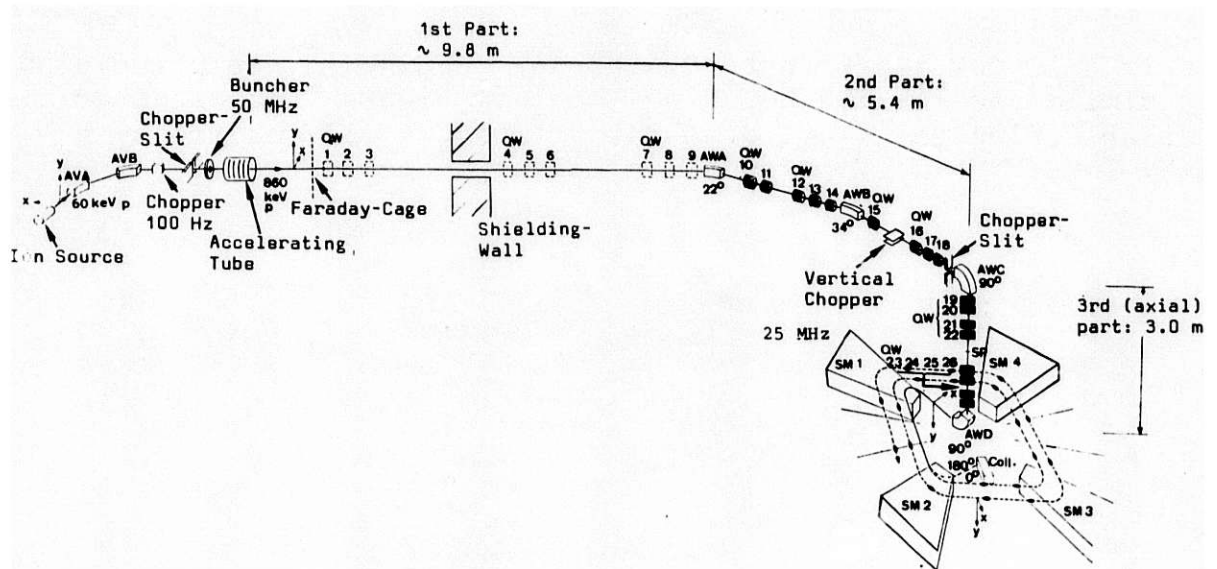 1st Part:
~ 9.8 m
2nd Part:
~ 5.4 m
Buncher
50 MHz
Chopper-
Slit
AVB
y
AVA
x
60 keV p
Ion Source
Chopper
100 Hz
Accelerating
Tube
860
keV
p
y
x
Faraday-Cage
QW
1 2 3
Shielding-
Wall
QW
4 5 6
QW
7 8 9
AWA
22°
QW
10 11
QW
12 13 14
AWB
34°
QW
15
Vertical
Chopper
QW
16 17 18
Chopper-
Slit
AWC
90°
19
20
QW
21
22
3rd (axial)
part: 3.0 m
25 MHz
SP
SM 1
QW
23 24 25 26
SM 4
x
y
AWD
90°
180°
0°
Coll.
SM 2
SM 3
x
y